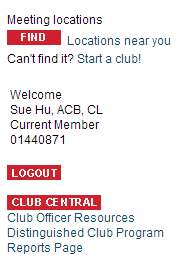 Meeting locations
FIND Locations near you
Can't find it? Start a club!
Welcome
Sue Hu, ACB, CL
Current Member
01440871
LOGOUT
CLUB CENTRAL
Club Officer Resources
Distinguished Club Program
Reports Page